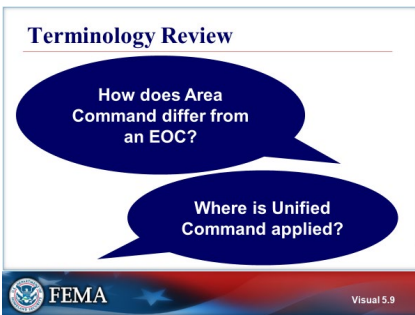 Terminology Review
How does Area
Command differ from
an EOC?
Where is Unified
Command applied?
FEMA
Visual 5.9